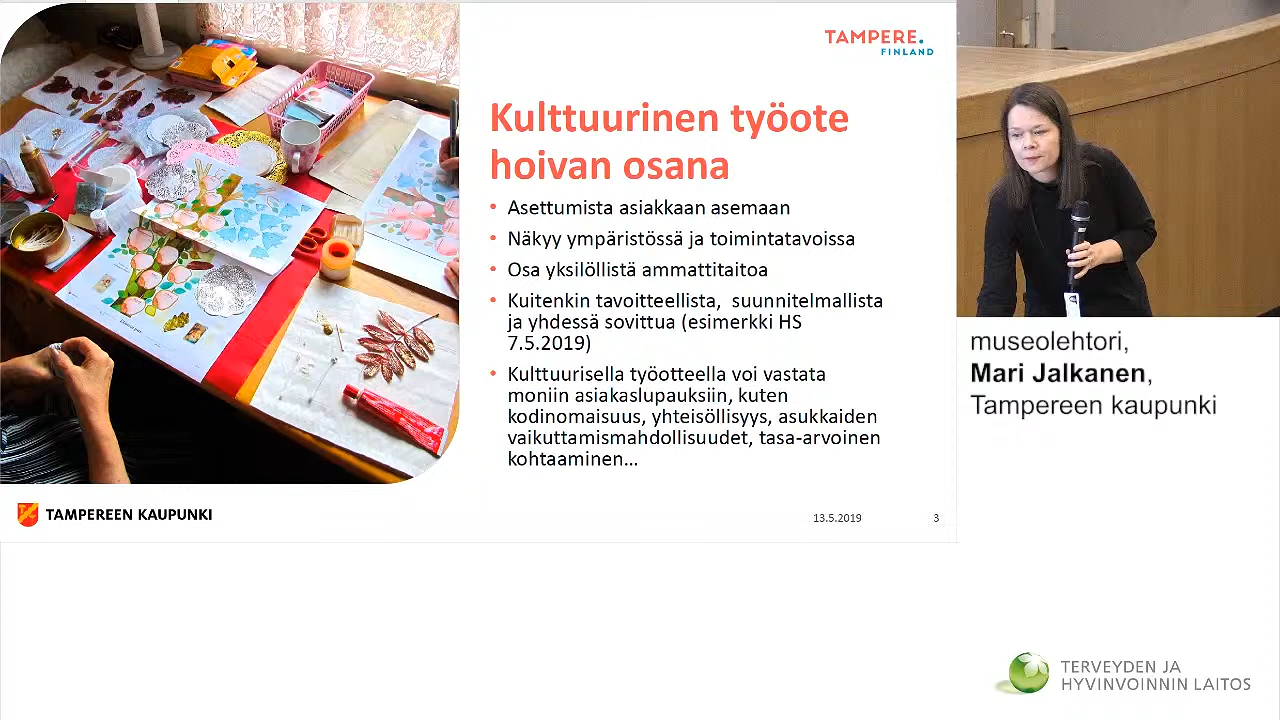 TAMPERE.
FINLAND
Kulttuurinen työote
hoivan osana
• Asettumista asiakkaan asemaan
• Näkyy ympäristössä ja toimintatavoissa
• Osa yksilöllistä ammattitaitoa
• Kuitenkin tavoitteellista, suunnitelmallista
ja yhdessä sovittua (esimerkki HS
7.5.2019)
• Kulttuurisella työotteella voi vastata
moniin asiakaslupauksiin, kuten
kodinomaisuus, yhteisöllisyys, asukkaiden
vaikuttamismahdollisuudet, tasa-arvoinen
kohtaaminen...
TAMPEREEN KAUPUNKI
13.5.2019
3
museolehtori,
Mari Jalkanen,
Tampereen kaupunki
TERVEYDEN JA
HYVINVOINNIN LAITOS